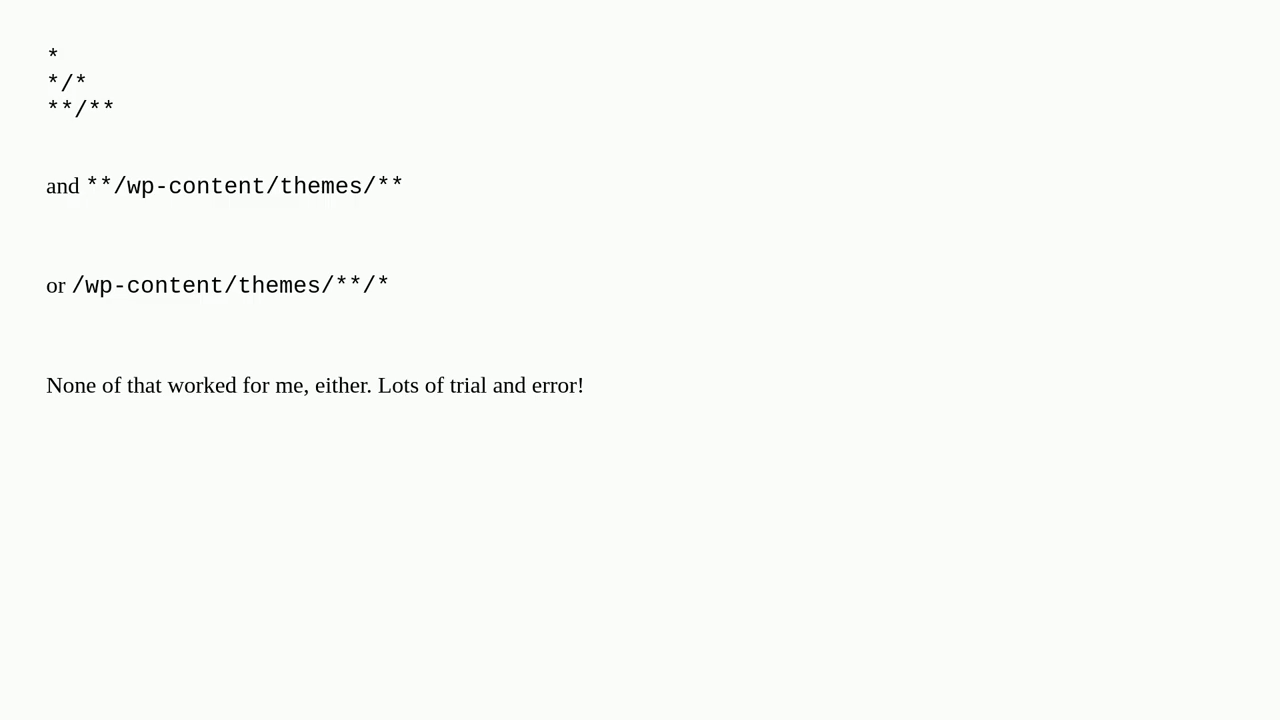 *
*/*
**/**
and **/wp-content/themes/**
or /wp-content/themes/**/*
None of that worked for me, either. Lots of trial and error!